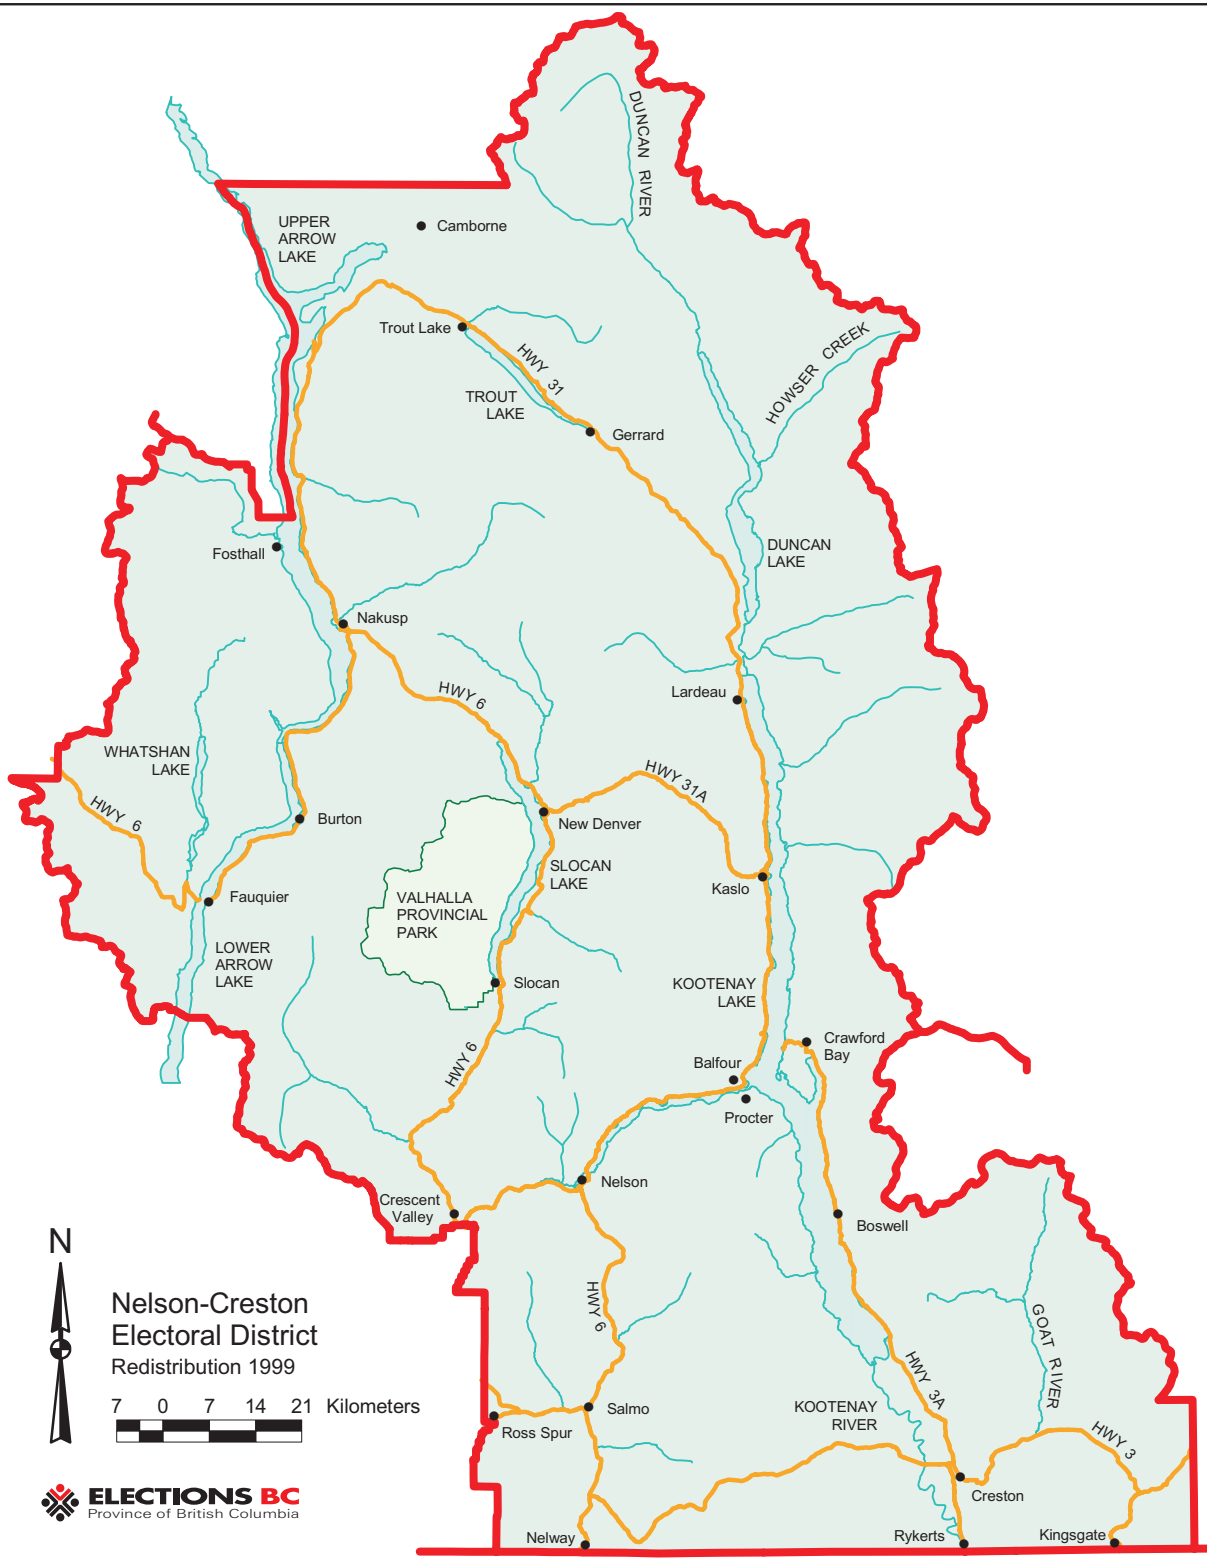 DUNCAN RIVER
UPPER
ARROW
LAKE
Camborne
Trout Lake
HWY 31
HOWSER CREEK
TROUT
LAKE
Gerrard
Fosthall
DUNCAN
LAKE
Nakusp
HWY 6
Lardeau
WHATSHAN
LAKE
HWY 31A
HWY 6
Burton
New Denver
SLOCAN
LAKE
Kaslo
Fauquier
VALHALLA
PROVINCIAL
PARK
LOWER
ARROW
LAKE
Slocan
KOOTENAY
LAKE
Crawford
Bay
HWY 6
Balfour
Procter
Nelson
Crescent
Valley
Boswell
N
Nelson-Creston
Electoral District
Redistribution 1999
7 0 7 14 21 Kilometers
HWY 6
GOAT RIVER
HWY 3A
KOOTENAY
RIVER
Salmo
Ross Spur
HWY 3
Creston
ELECTIONS BC
Province of British Columbia
Nelway
Rykerts
Kingsgate